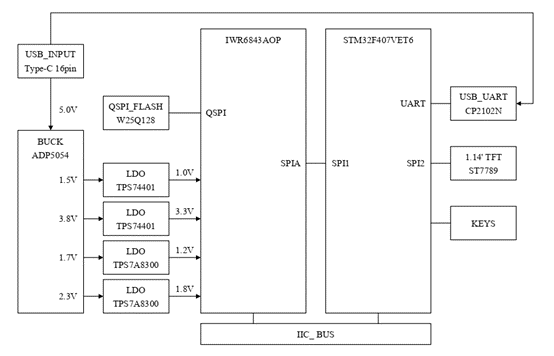 IWR6843AOP
STM32F407VET6
USB_INPUT
Type-C 16pin
5.0V
QSPI_FLASH
W25Q128
QSPI
UART
USB_UART
CP2102N
BUCK
ADP5054
1.5V
LDO
TPS74401
1.0V
SPIA
SPI1
SPI2
1.14' TFT
ST7789
3.8V
LDO
TPS74401
3.3V
KEYS
1.7V
LDO
TPS7A8300
1.2V
2.3V
LDO
TPS7A8300
1.8V
IIC_ BUS